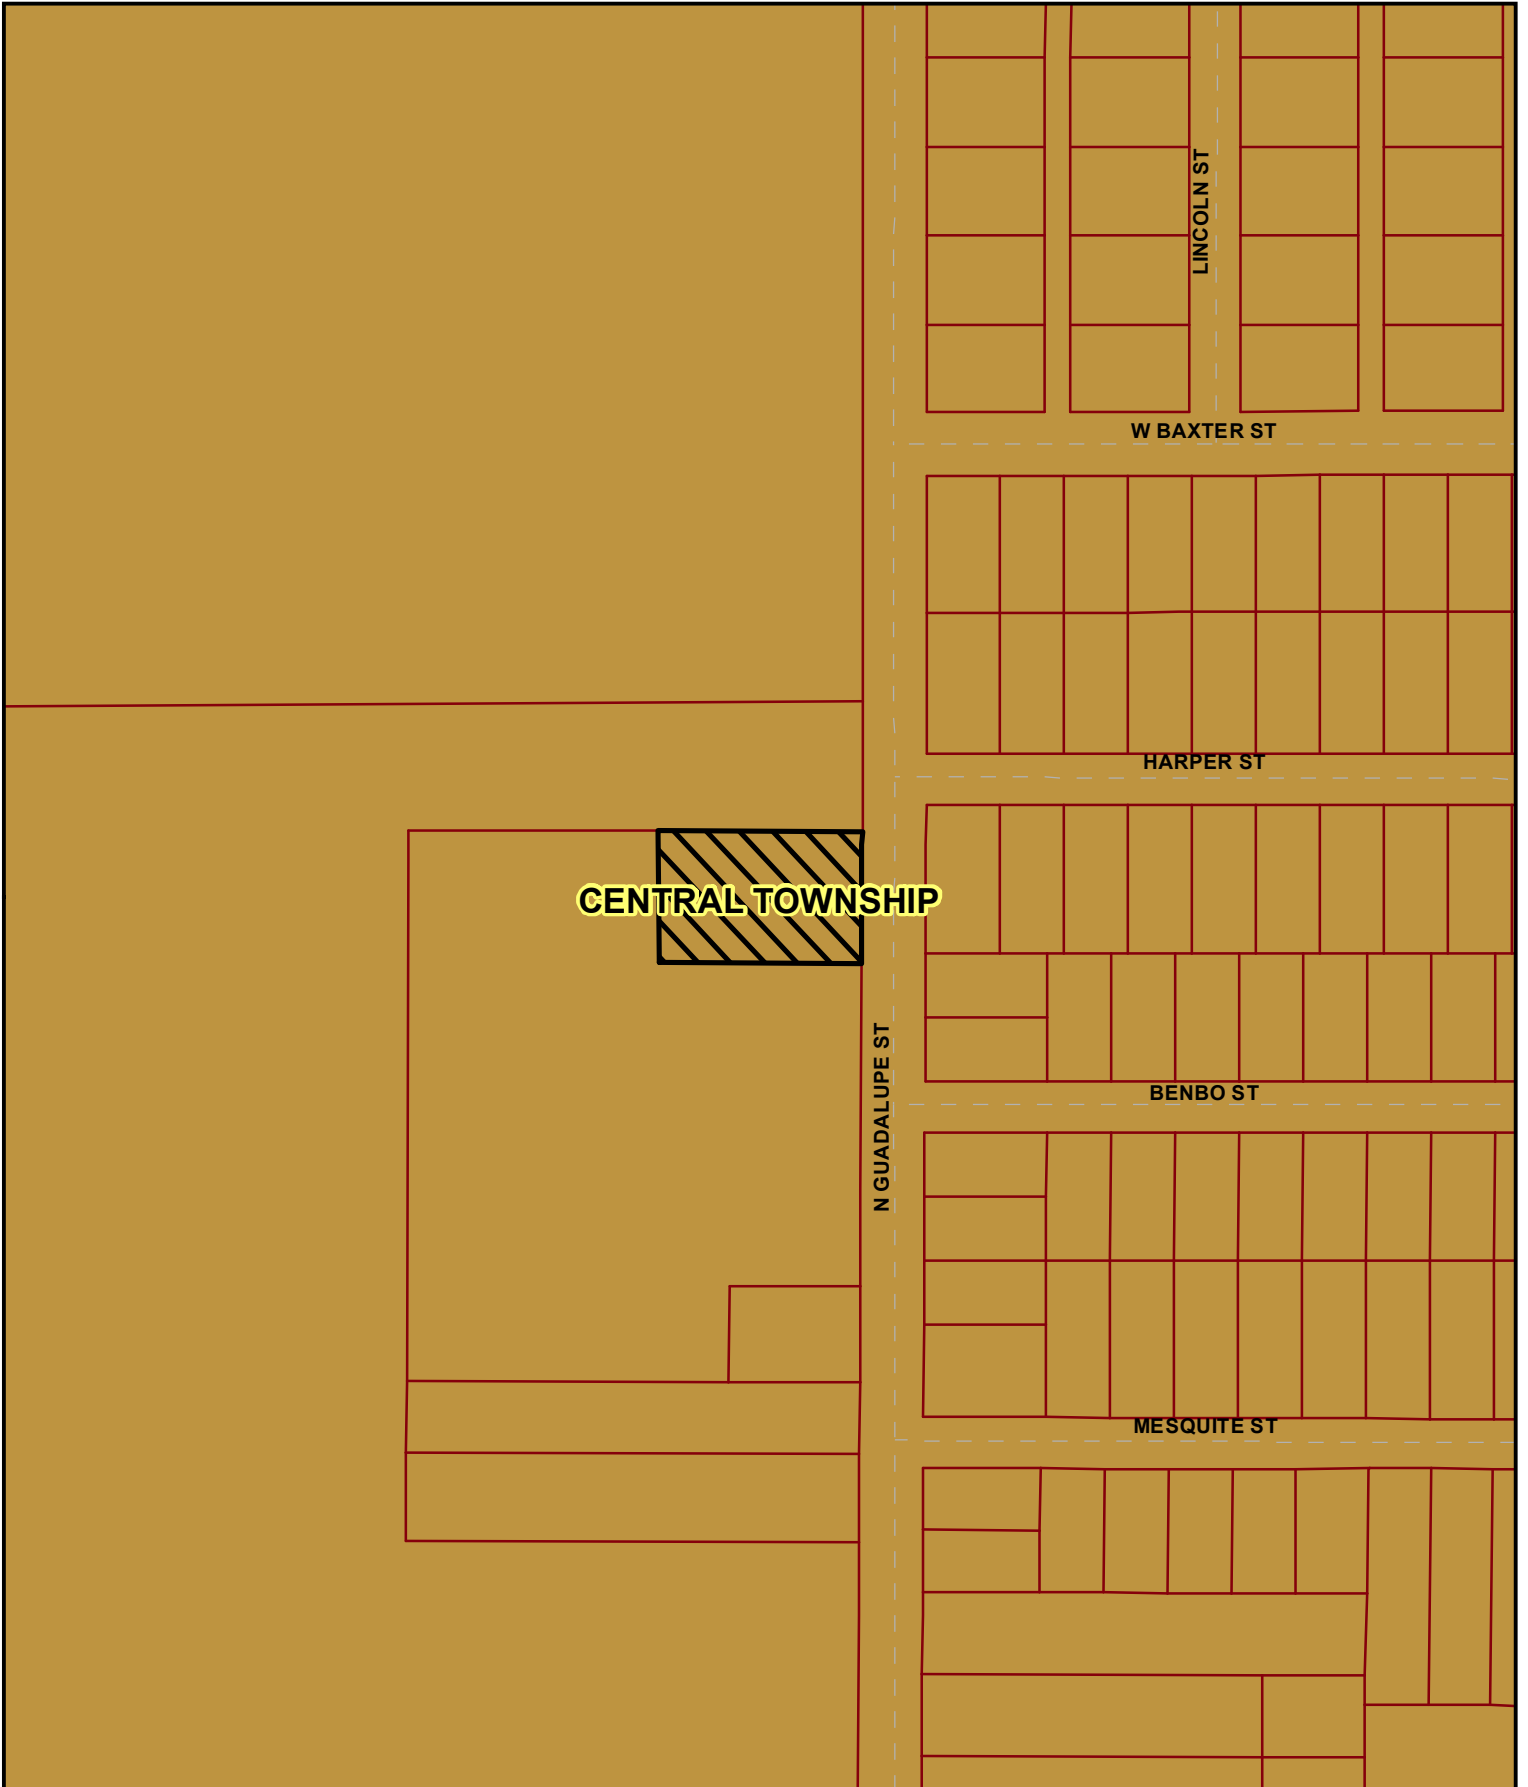 LINCOLN ST
W BAXTER ST
HARPER ST
CENTRAL TOWNSHIP
N GUADALUPE ST
BENBO ST
MESQUITE ST